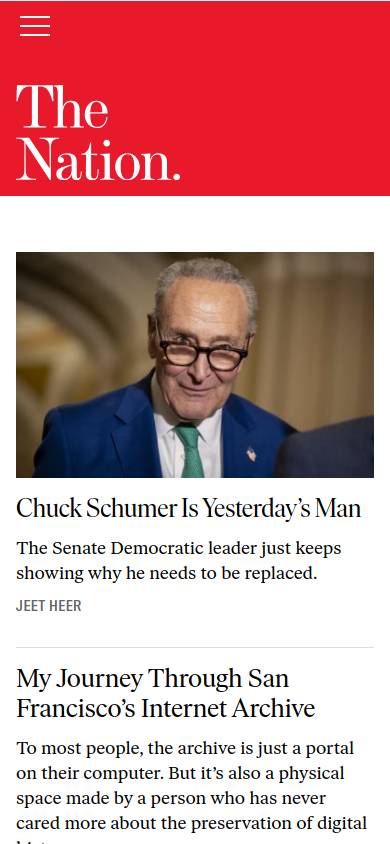 The
Nation.
Chuck Schumer Is Yesterday’s Man
The Senate Democratic leader just keeps
showing why he needs to be replaced.
JEET HEER
My Journey Through San
Francisco’s Internet Archive
To most people, the archive is just a portal
on their computer. But it’s also a physical
space made by a person who has never
cared more about the preservation of digital